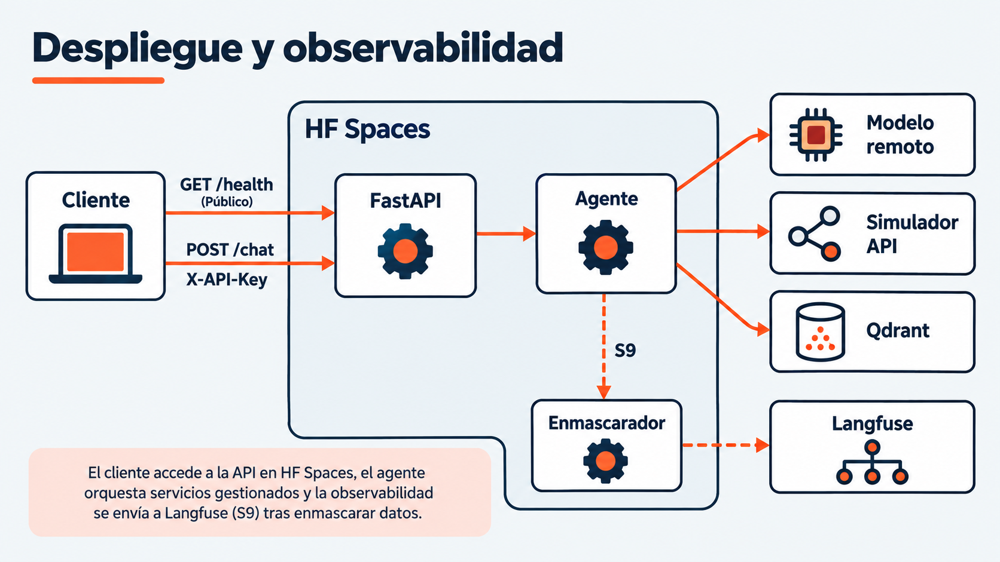 Despliegue y observabilidad
HF Spaces
Cliente
GET /health
(Público)
POST /chat
X-API-Key
FastAPI
Agente
S9
Enmascarador
Modelo
remoto
Simulador
API
Qdrant
Langfuse
El cliente accede a la API en HF Spaces, el agente
orquesta servicios gestionados y la observabilidad
se envía a Langfuse (S9) tras enmascarar datos.